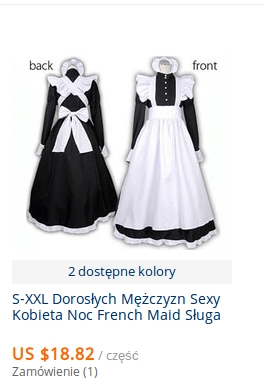 back front
2 dostępne kolory
S-XXL Dorosłych Mężczyzn Sexy
Kobieta Noc French Maid Sługa
US $18.82 / część
Zamówienie (1)